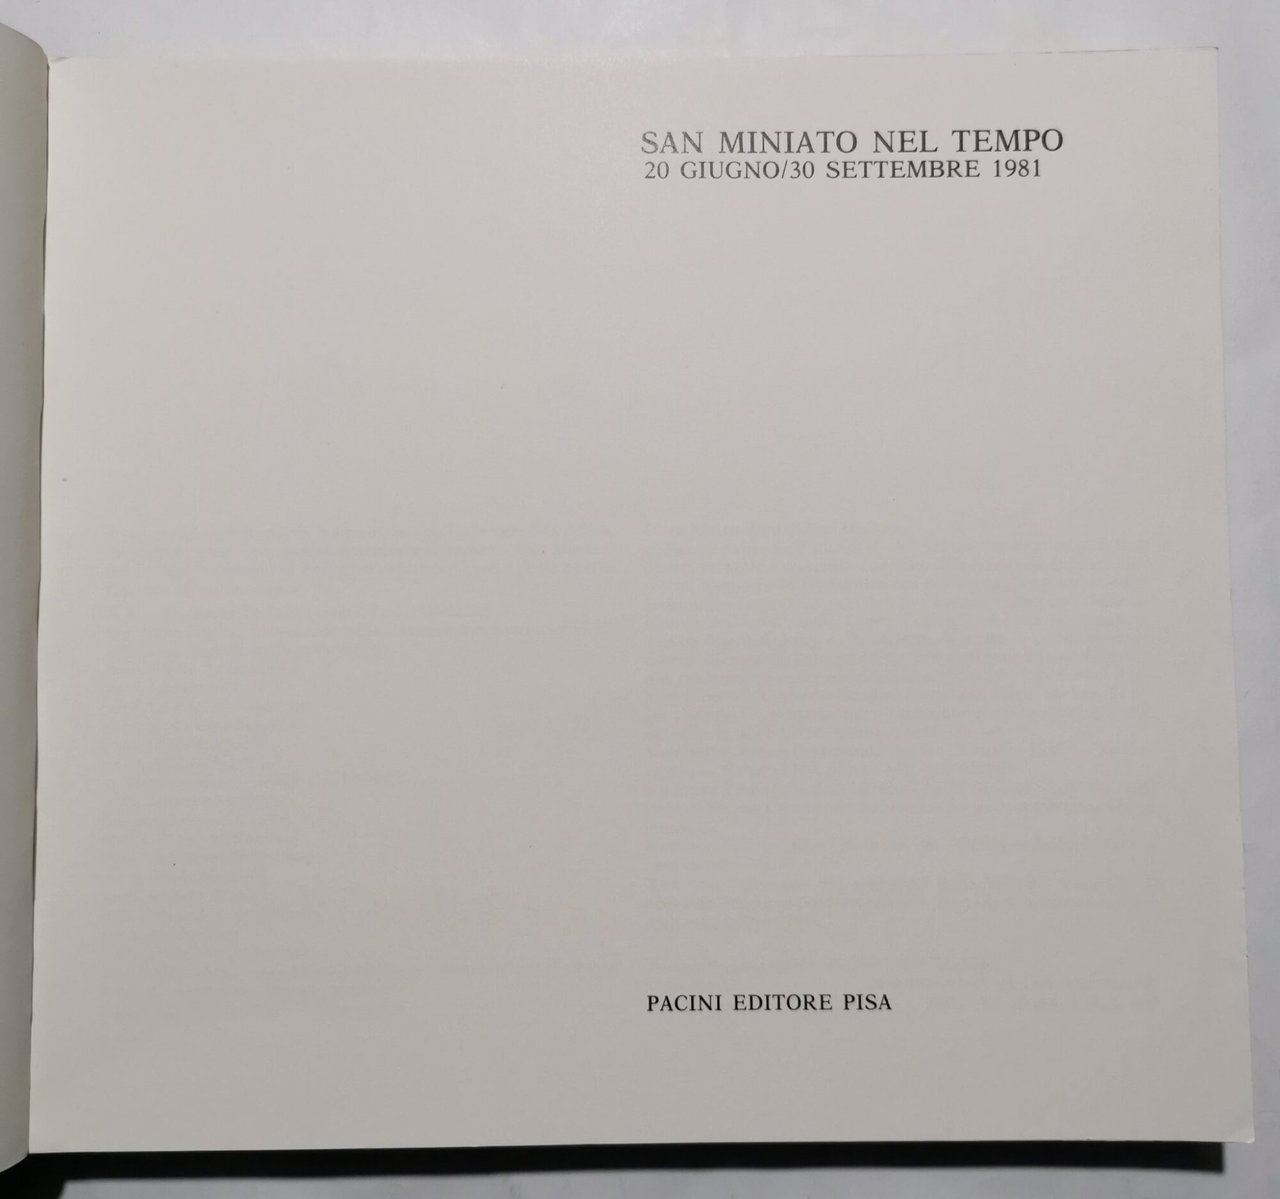 SAN MINIATO NEL TEMPO
20 GIUGNO/30 SETTEMBRE 1981
PACINI EDITORE PISA